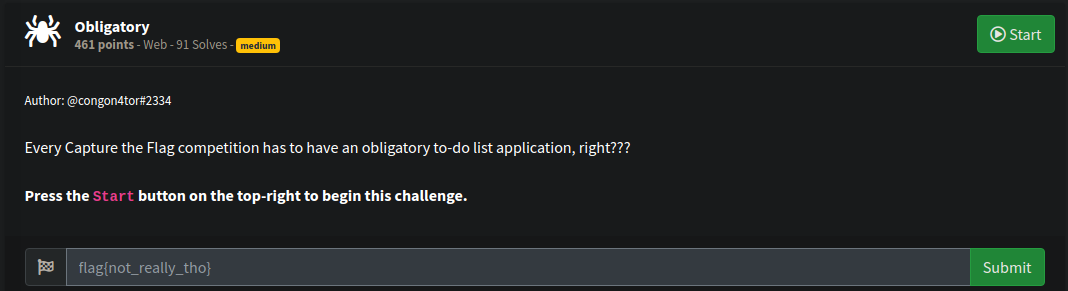 Obligatory
461 points - Web - 91 Solves - medium
Start
Author: @congon4tor#2334
Every Capture the Flag competition has to have an obligatory to-do list application, right???
Press the Start button on the top-right to begin this challenge.
flag{not_really_tho}
Submit